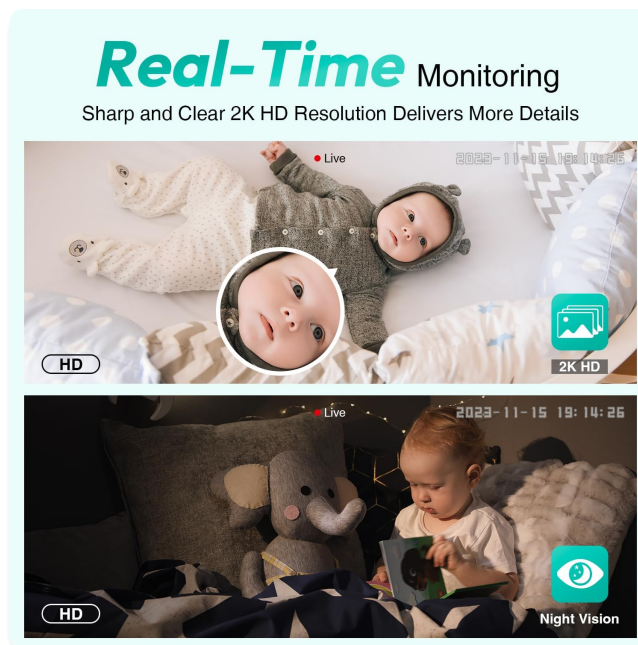 Real-Time Monitoring
Sharp and Clear 2K HD Resolution Delivers More Details
Live
2023-11-15 19:14:26
HD
2K HD
Live
2023-11-15 19:14:26
HD
Night Vision